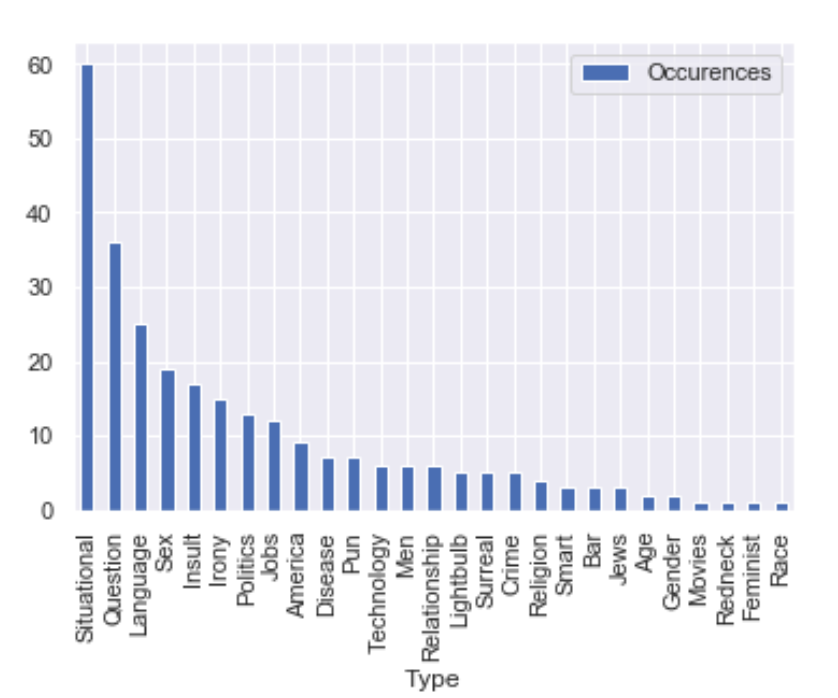 Occurences
60
50
40
30
20
10
0
Situational
Question
Language
Sex
Insult
Irony
Politics
Jobs
America
Disease
Pun
Technology
Men
Relationship
Lightbulb
Surreal
Crime
Religion
Smart
Bar
Jews
Age
Gender
Movies
Redneck
Feminist
Race
Type